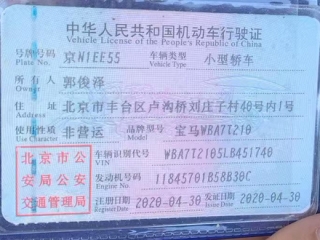 中华人民共和国机动车行驶证
Vehicle License of the People's Republic of China
号牌号码 京N1EE55 车辆类型 小型轿车
Plate No. Vehicle Type
所有人 郭俊泽
Owner
住址 北京市丰台区卢沟桥刘庄子村40号内1号
Address
使用性质 非营运 品牌型号 宝马WBA7T210
Use Character Model
北京市公
安局公安
交通管理局
车辆识别代号 WBA7T2105LB451740
VIN
发动机号码 11845701B58B30C
Engine No.
注册日期 2020-04-30 发证日期 2020-04-30
Register Date Issue Date